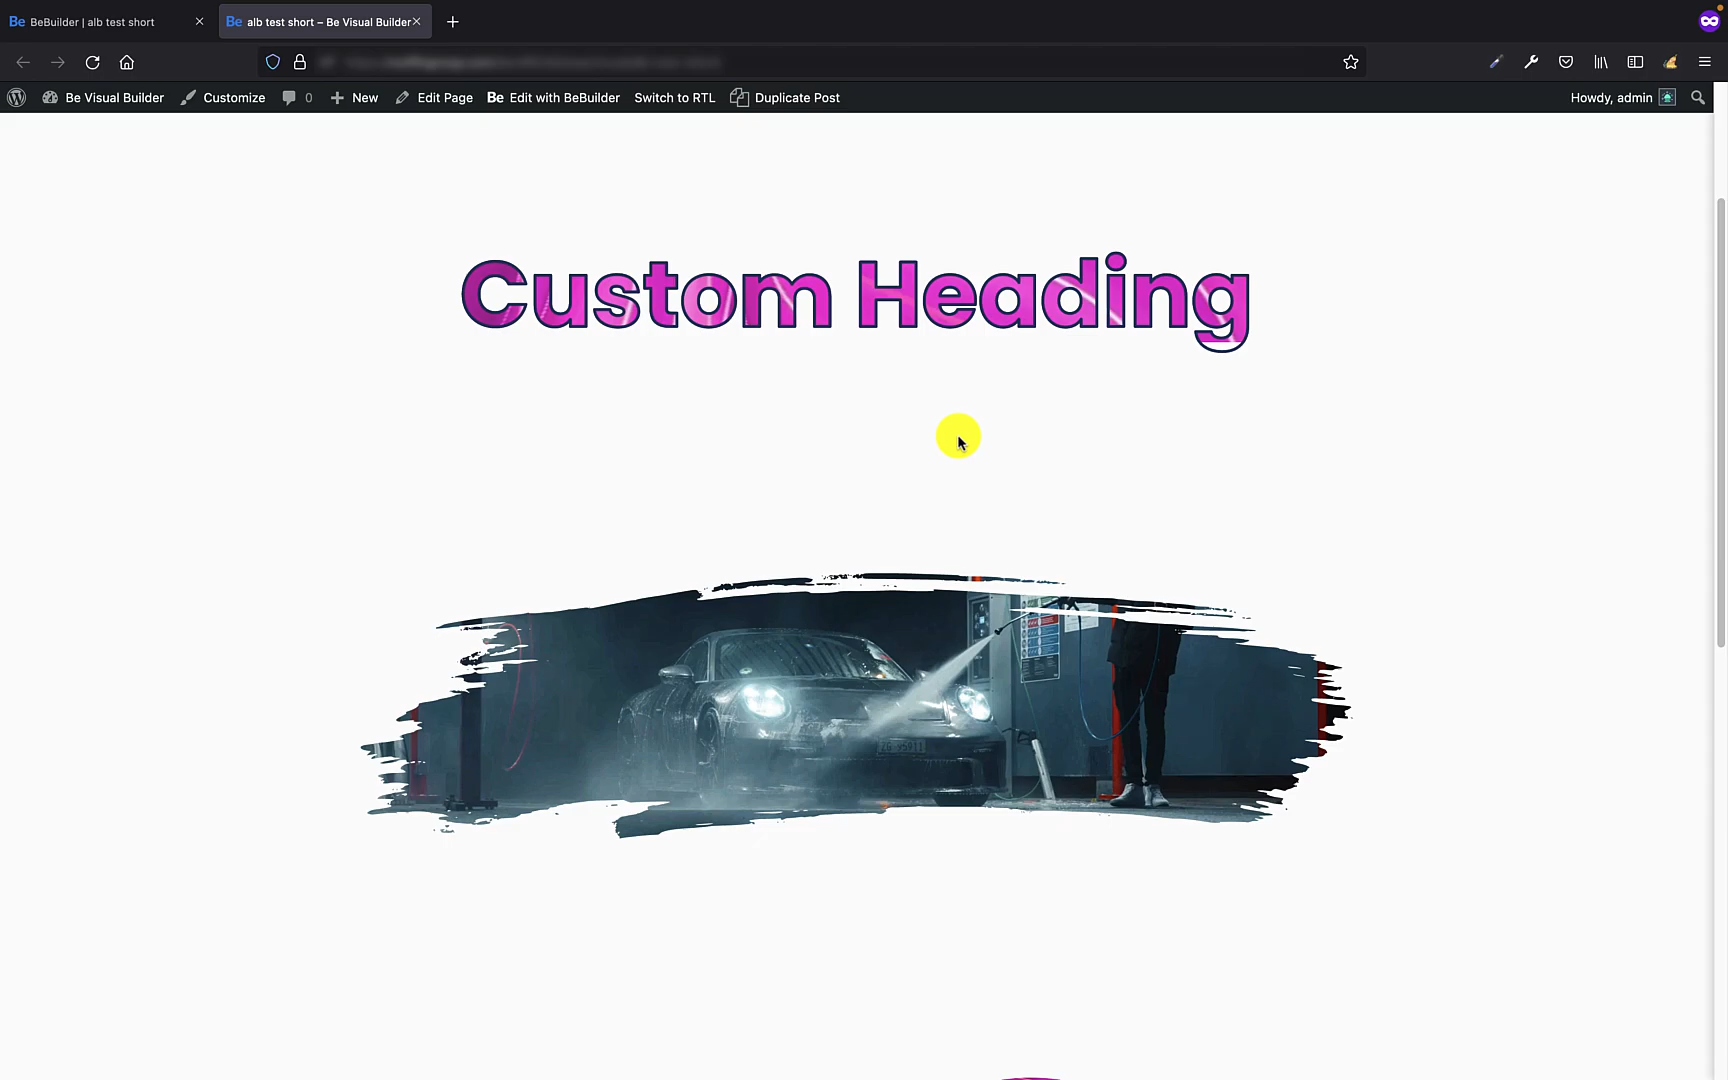 Be BeBuilder | alb test short
Be alb test short – Be Visual Builder
Be Visual Builder Customize 0 New Edit Page Be Edit with BeBuilder Switch to RTL Duplicate Post Howdy, admin
Custom Heading